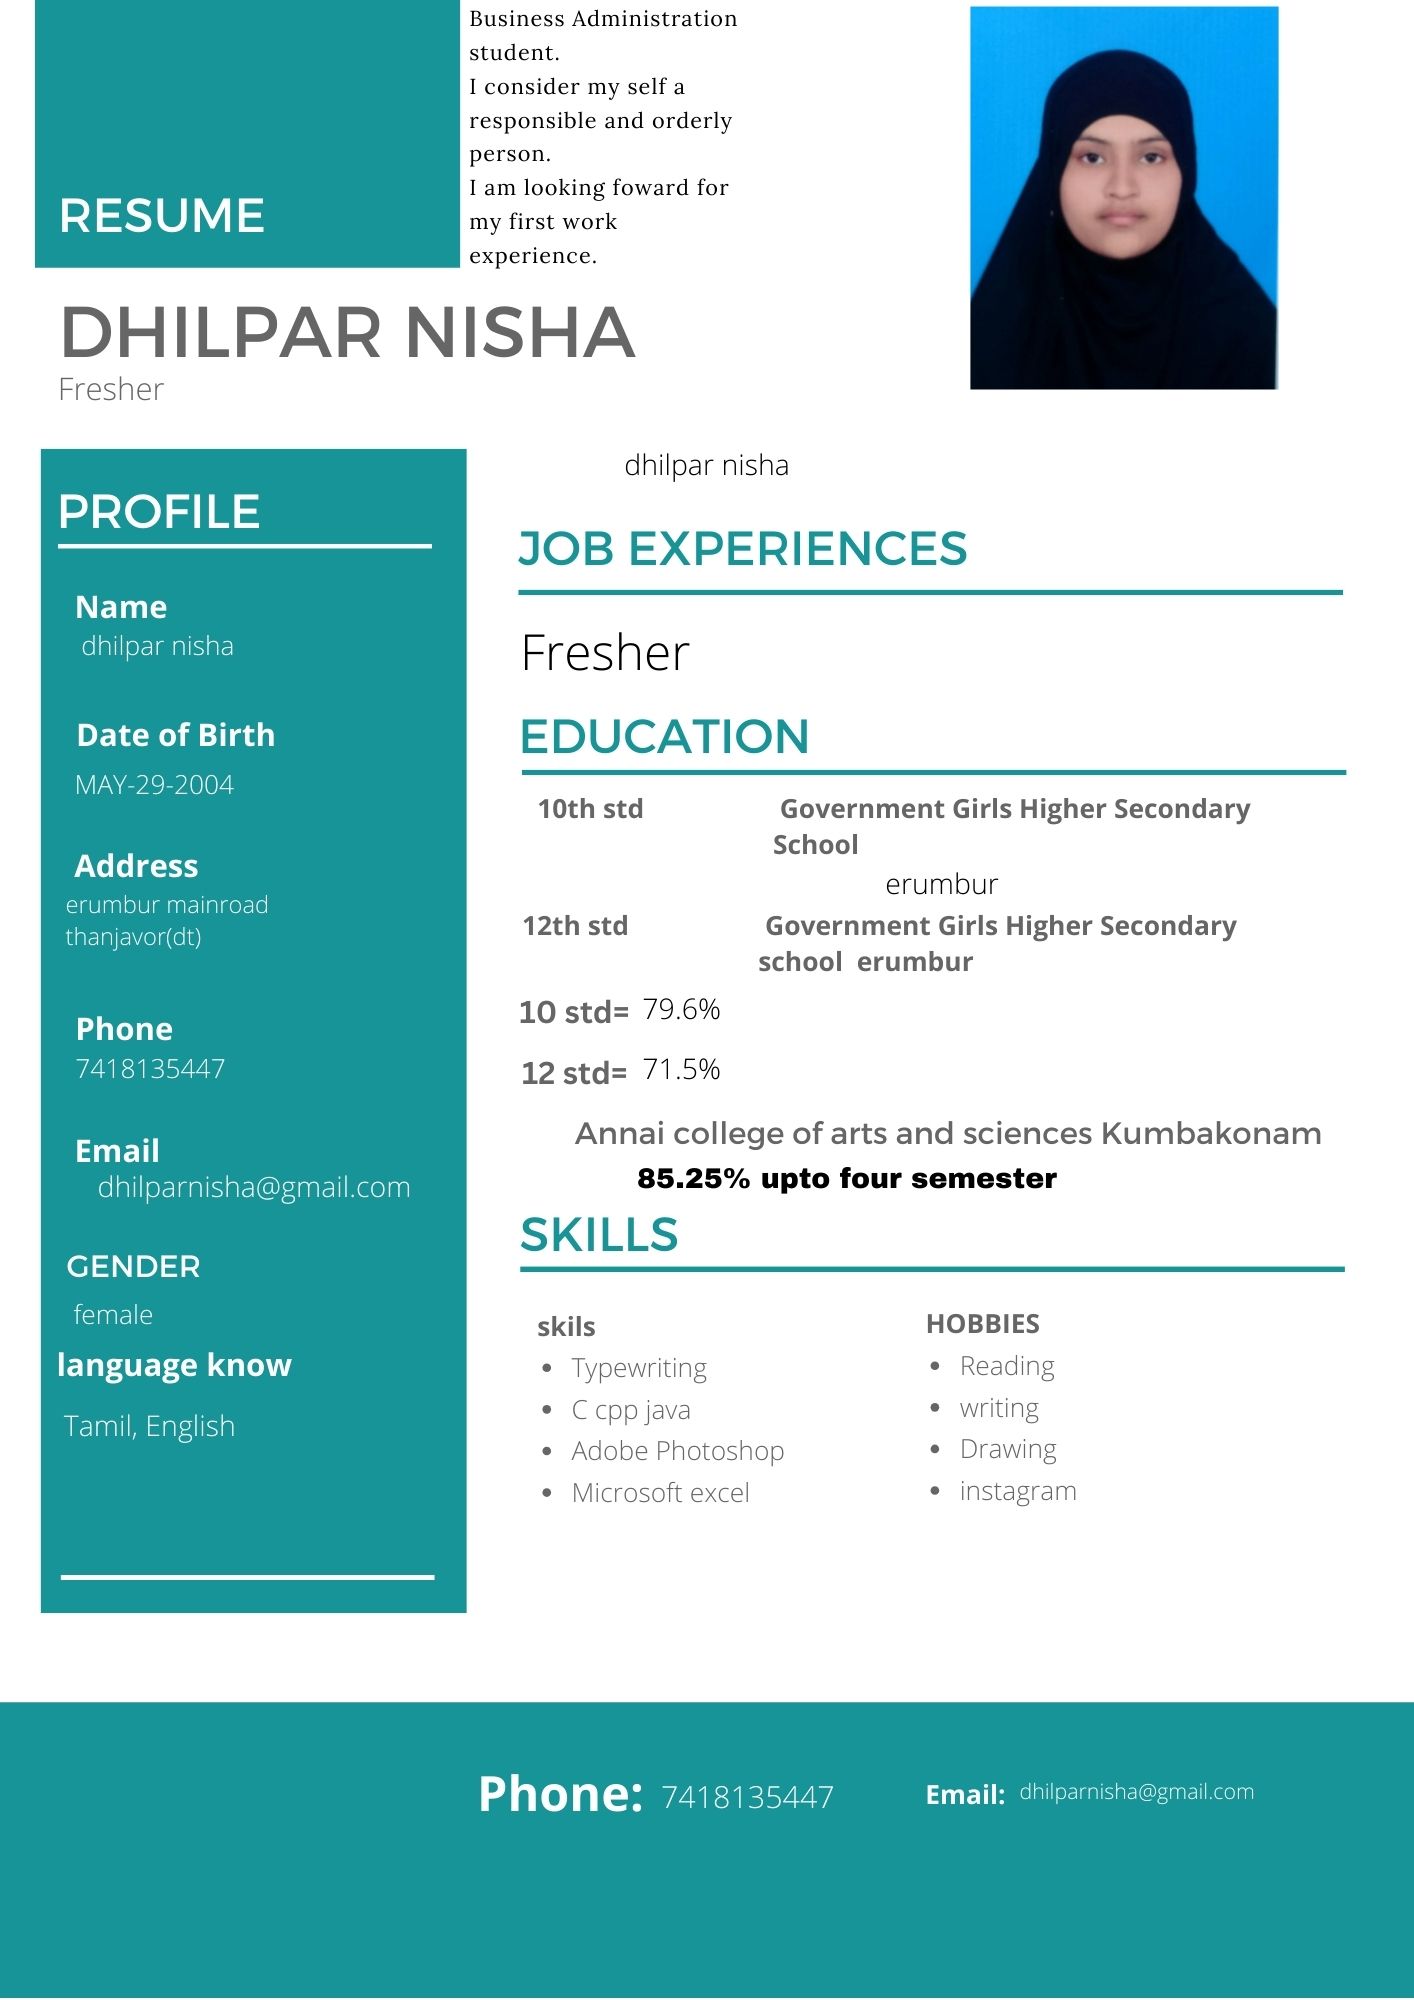 Business Administration
student.
I consider my self a
responsible and orderly
person.
I am looking foward for
my first work
experience.
RESUME
DHILPAR NISHA
Fresher
PROFILE
Name
dhilpar nisha
Date of Birth
MAY-29-2004
Address
erumbur mainroad
thanjavor(dt)
Phone
7418135447
Email
dhilparnisha@gmail.com
GENDER
female
language know
Tamil, English
dhilpar nisha
JOB EXPERIENCES
Fresher
EDUCATION
10th std Government Girls Higher Secondary
School
erumbur
12th std Government Girls Higher Secondary
school erumbur
10 std= 79.6%
12 std= 71.5%
Annai college of arts and sciences Kumbakonam
85.25% upto four semester
SKILLS
skils
Typewriting
C cpp java
Adobe Photoshop
Microsoft excel
HOBBIES
Reading
writing
Drawing
instagram
Phone: 7418135447 Email: dhilparnisha@gmail.com